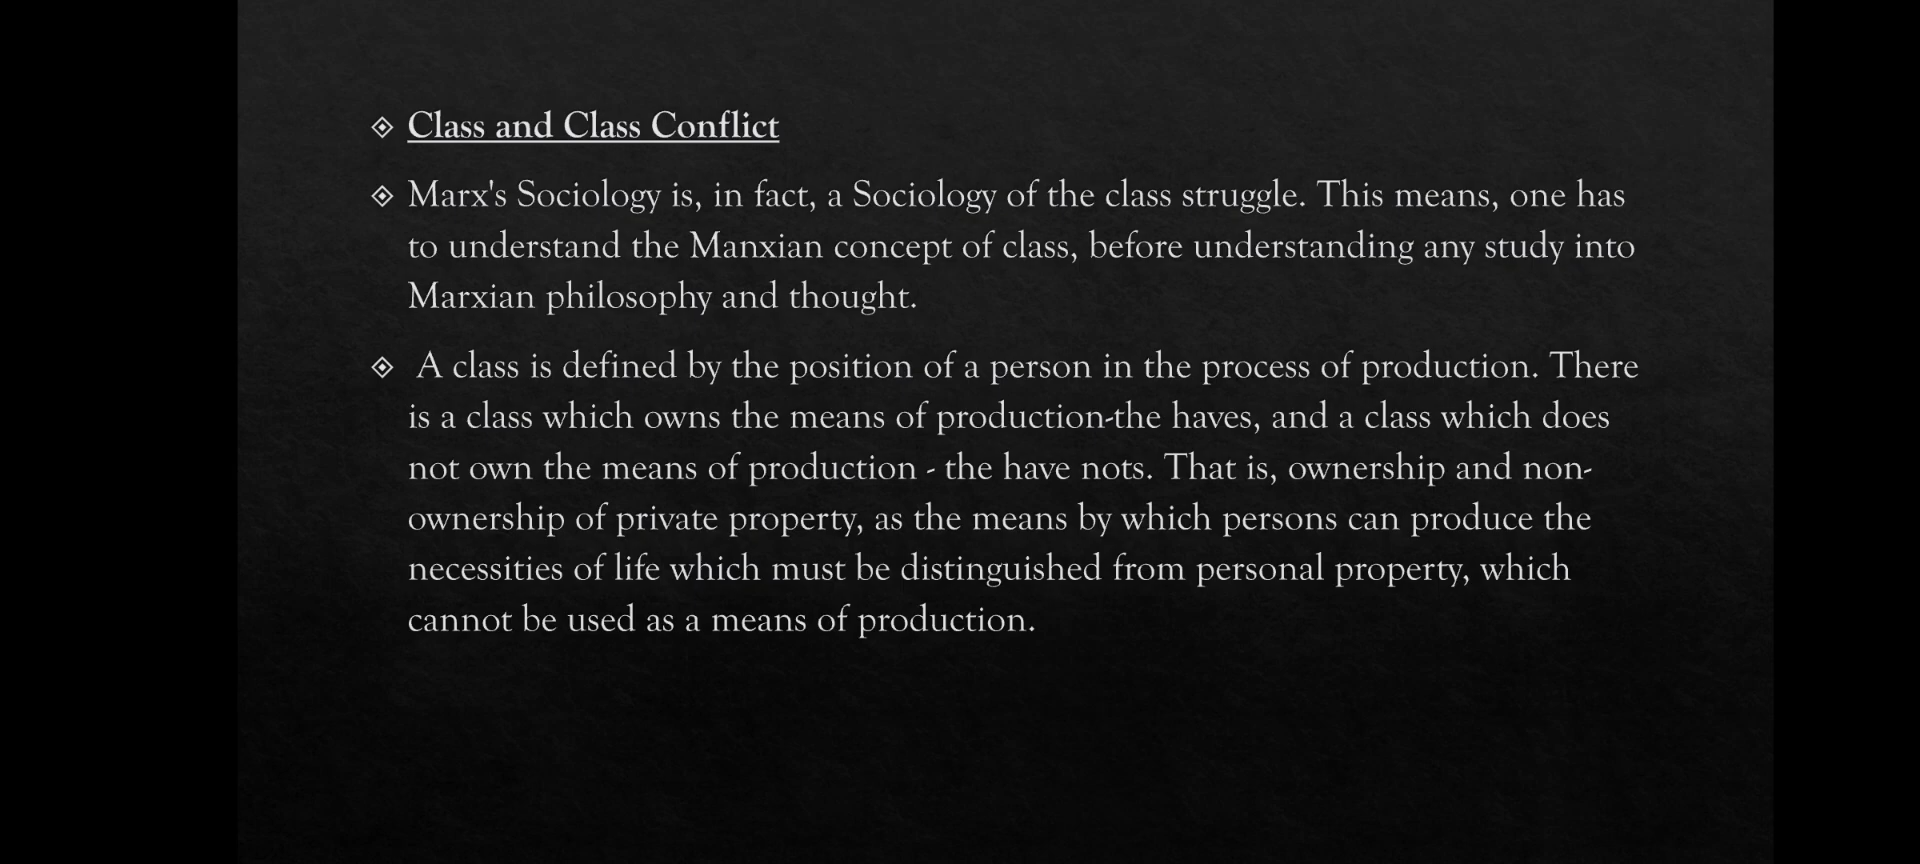 Class and Class Conflict
Marx's Sociology is, in fact, a Sociology of the class struggle. This means, one has
to understand the Manxian concept of class, before understanding any study into
Marxian philosophy and thought.
A class is defined by the position of a person in the process of production. There
is a class which owns the means of production-the haves, and a class which does
not own the means of production - the have nots. That is, ownership and non-
ownership of private property, as the means by which persons can produce the
necessities of life which must be distinguished from personal property, which
cannot be used as a means of production.